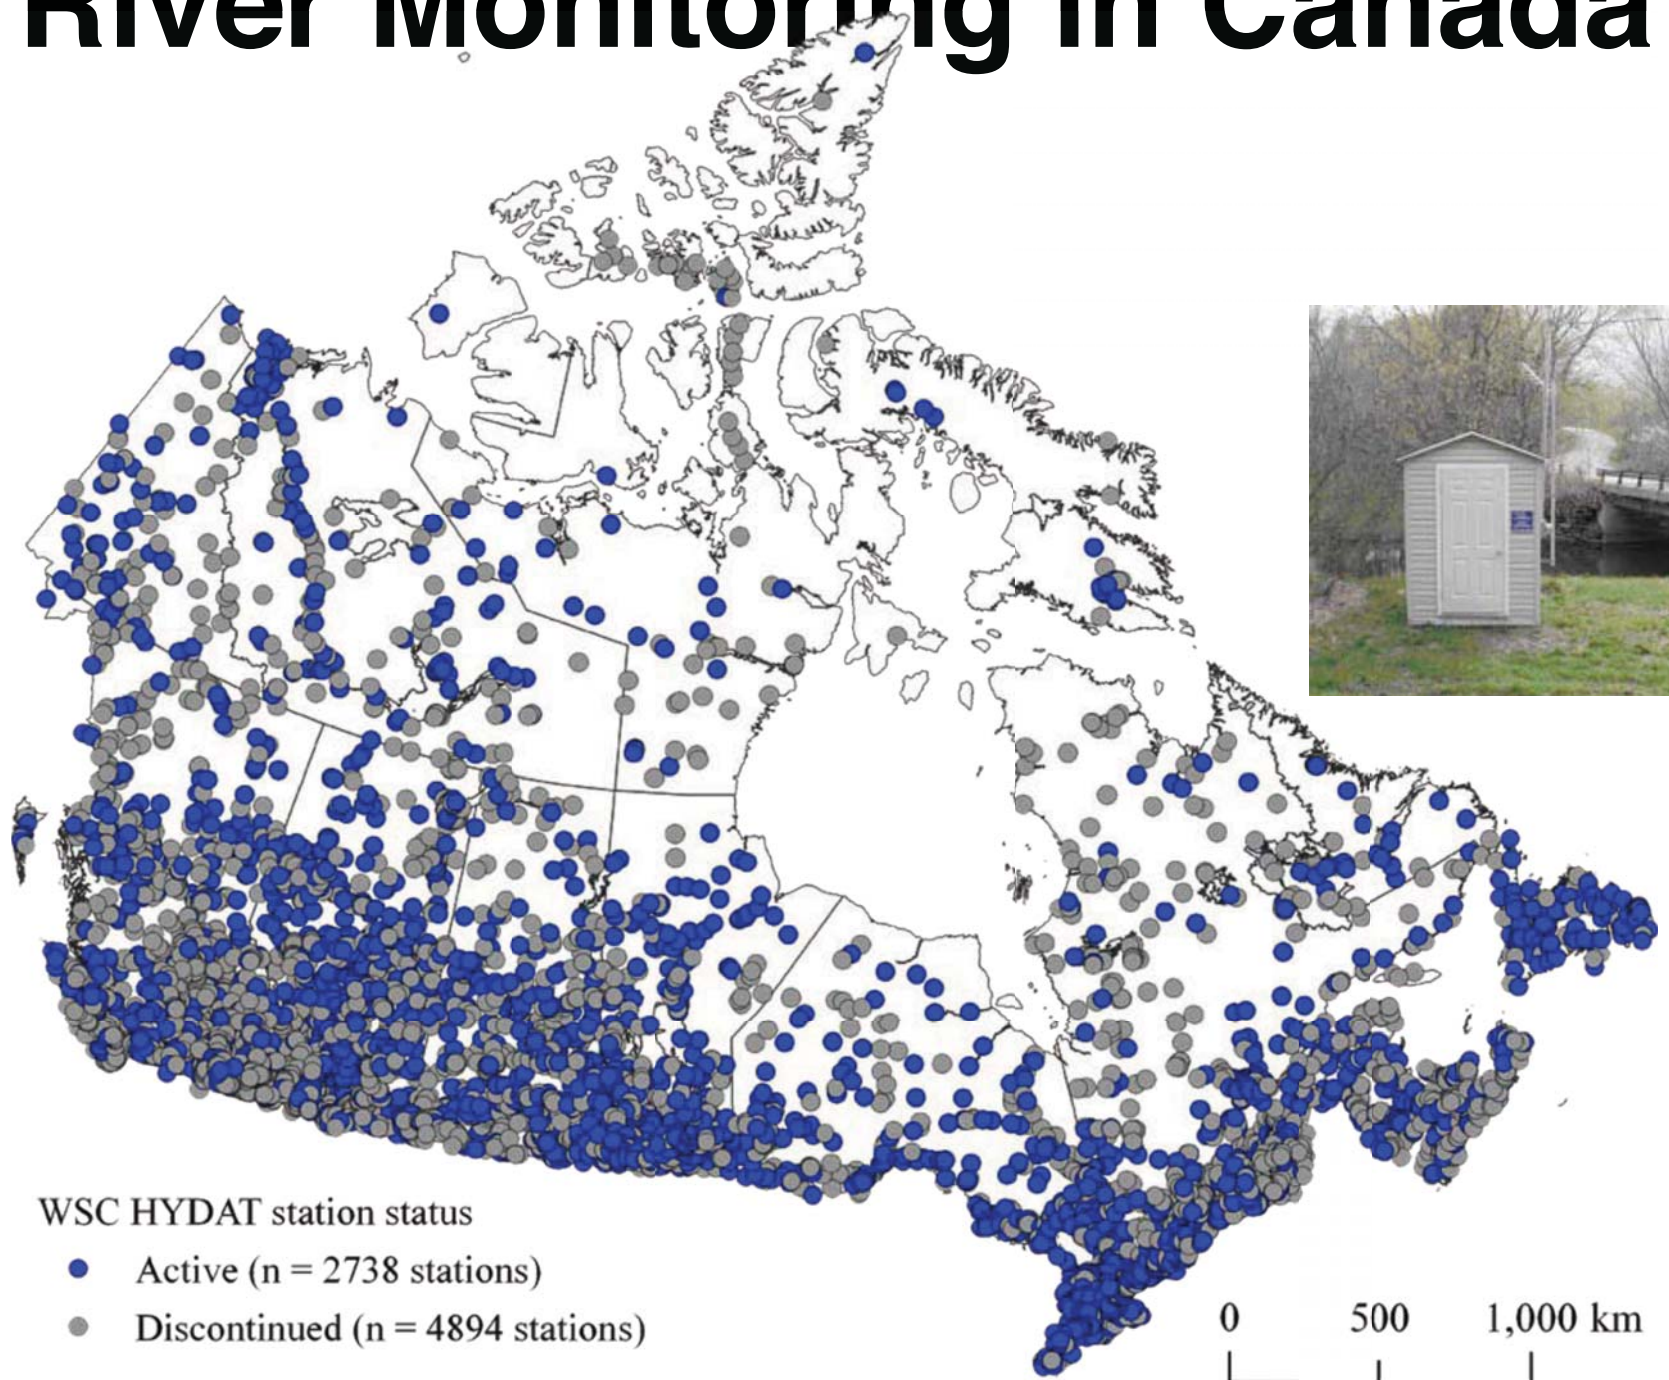 River Monitoring in Canada
WSC HYDAT station status
Active (n = 2738 stations)
Discontinued (n = 4894 stations)
0 500 1,000 km